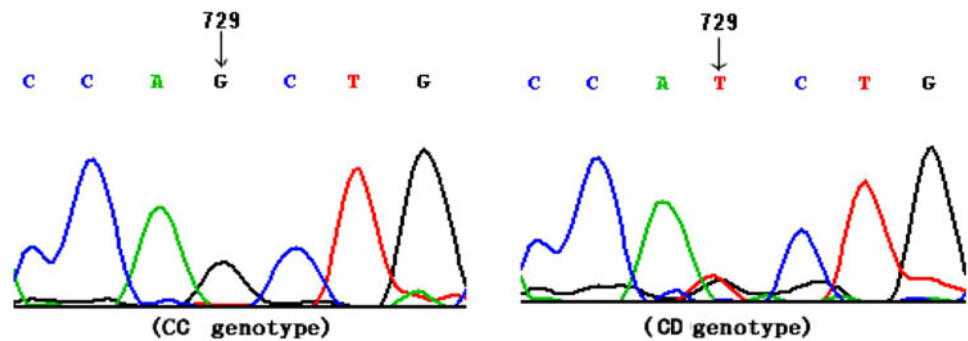 729 729
C C A G C T G C C A T C T G
(CC genotype) (CD genotype)